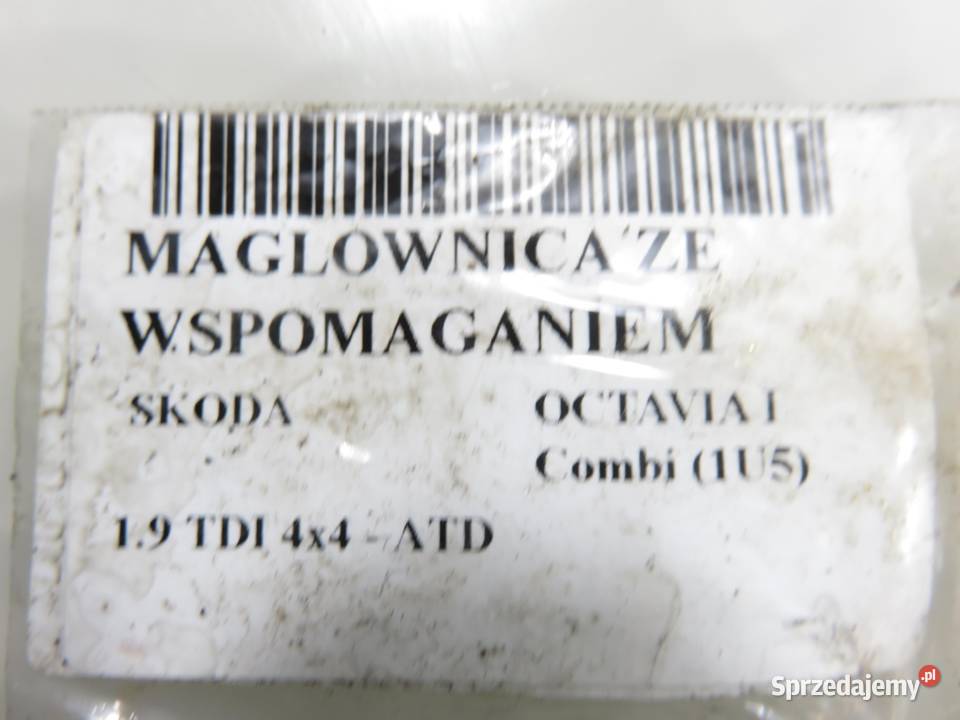 MAGLOWNICA ZE
WSPOMAGANIEM
SKODA OCTAVIA I
Combi (1U5)
1.9 TDI 4x4 - ATD
Sprzedajemy.pl